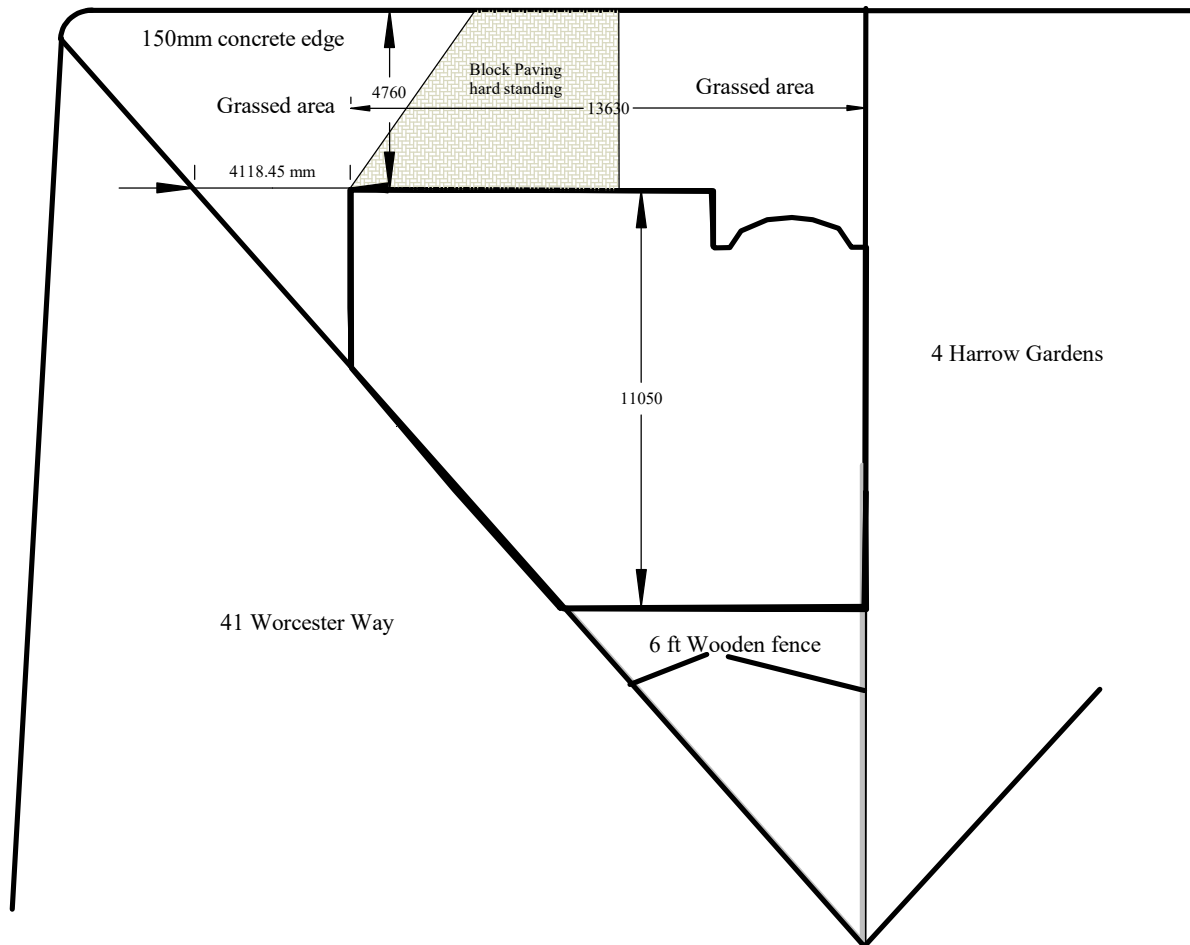 150mm concrete edge
Block Paving
hard standing
4760
Grassed area
Grassed area
13630
4118.45 mm
4 Harrow Gardens
11050
41 Worcester Way
6 ft Wooden fence